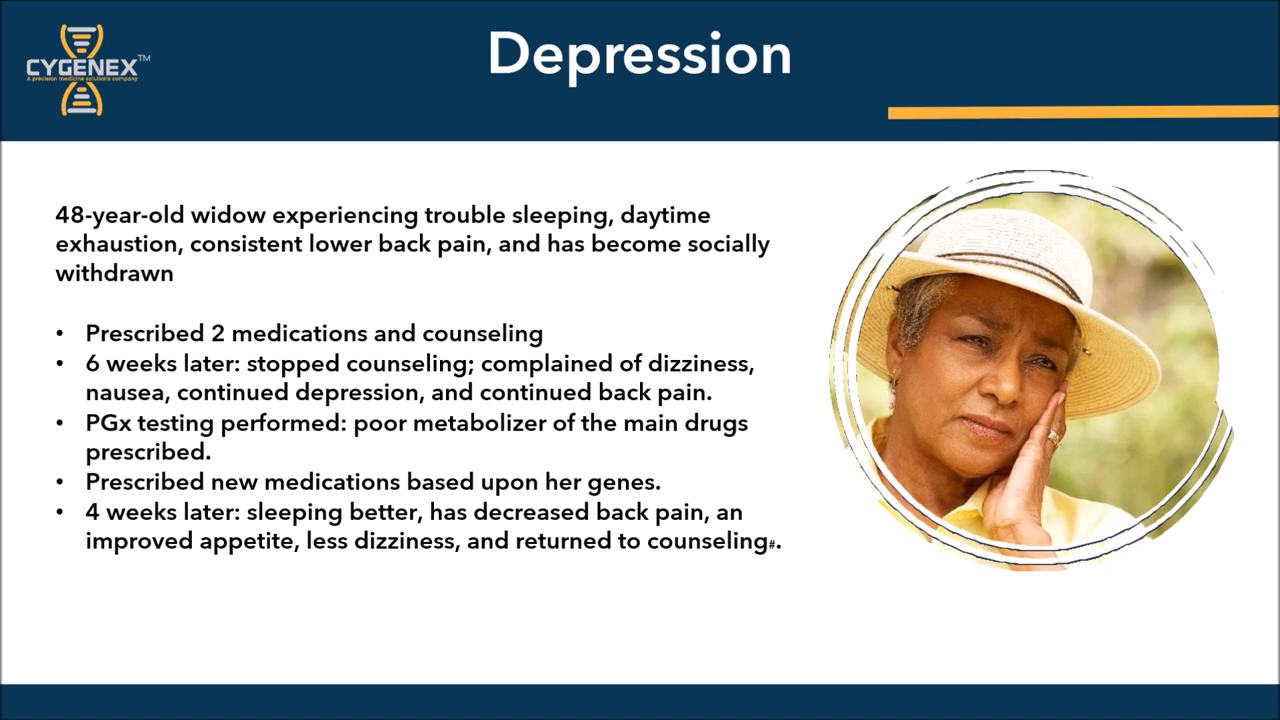 CYGENEX™
A precision medicine solutions company
Depression
48-year-old widow experiencing trouble sleeping, daytime
exhaustion, consistent lower back pain, and has become socially
withdrawn
• Prescribed 2 medications and counseling
• 6 weeks later: stopped counseling; complained of dizziness,
nausea, continued depression, and continued back pain.
• PGx testing performed: poor metabolizer of the main drugs
prescribed.
• Prescribed new medications based upon her genes.
• 4 weeks later: sleeping better, has decreased back pain, an
improved appetite, less dizziness, and returned to counseling#.